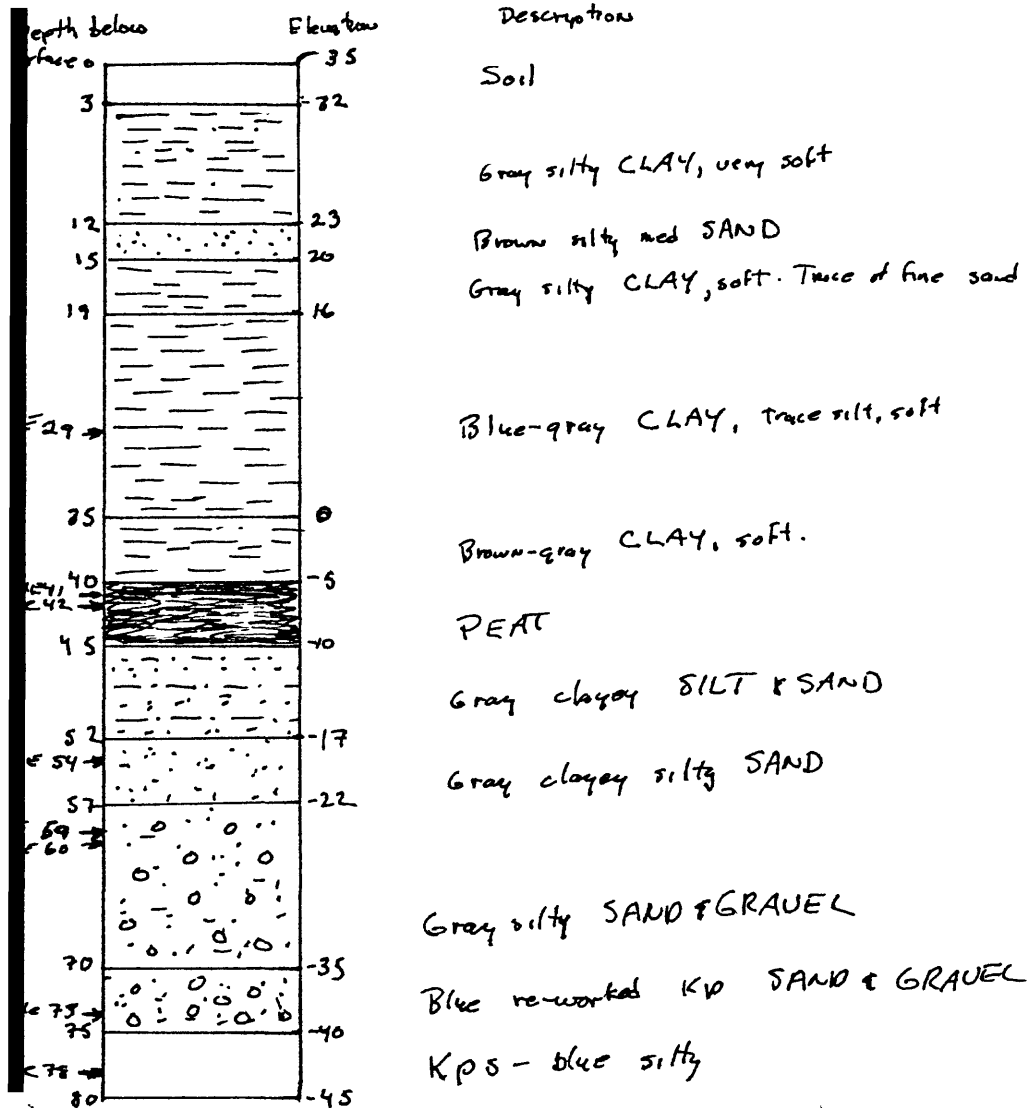 epth below Elevation Description
rface 0 35
Soil
3 32
Gray silty CLAY, very soft
12 23
Brown silty med SAND
15 20
Gray silty CLAY, soft. Trace of fine sand
19 16
29 Blue-gray CLAY, trace silt, soft
35 0
Brown-gray CLAY, soft.
40 -5
41
42
PEAT
45 -10
Gray clayey SILT & SAND
52 -17
54 Gray clayey silty SAND
57 -22
59
60
Gray silty SAND & GRAVEL
70 -35
Blue re-worked Kp SAND & GRAVEL
75 -40
78 Kps - blue silty
80 -45